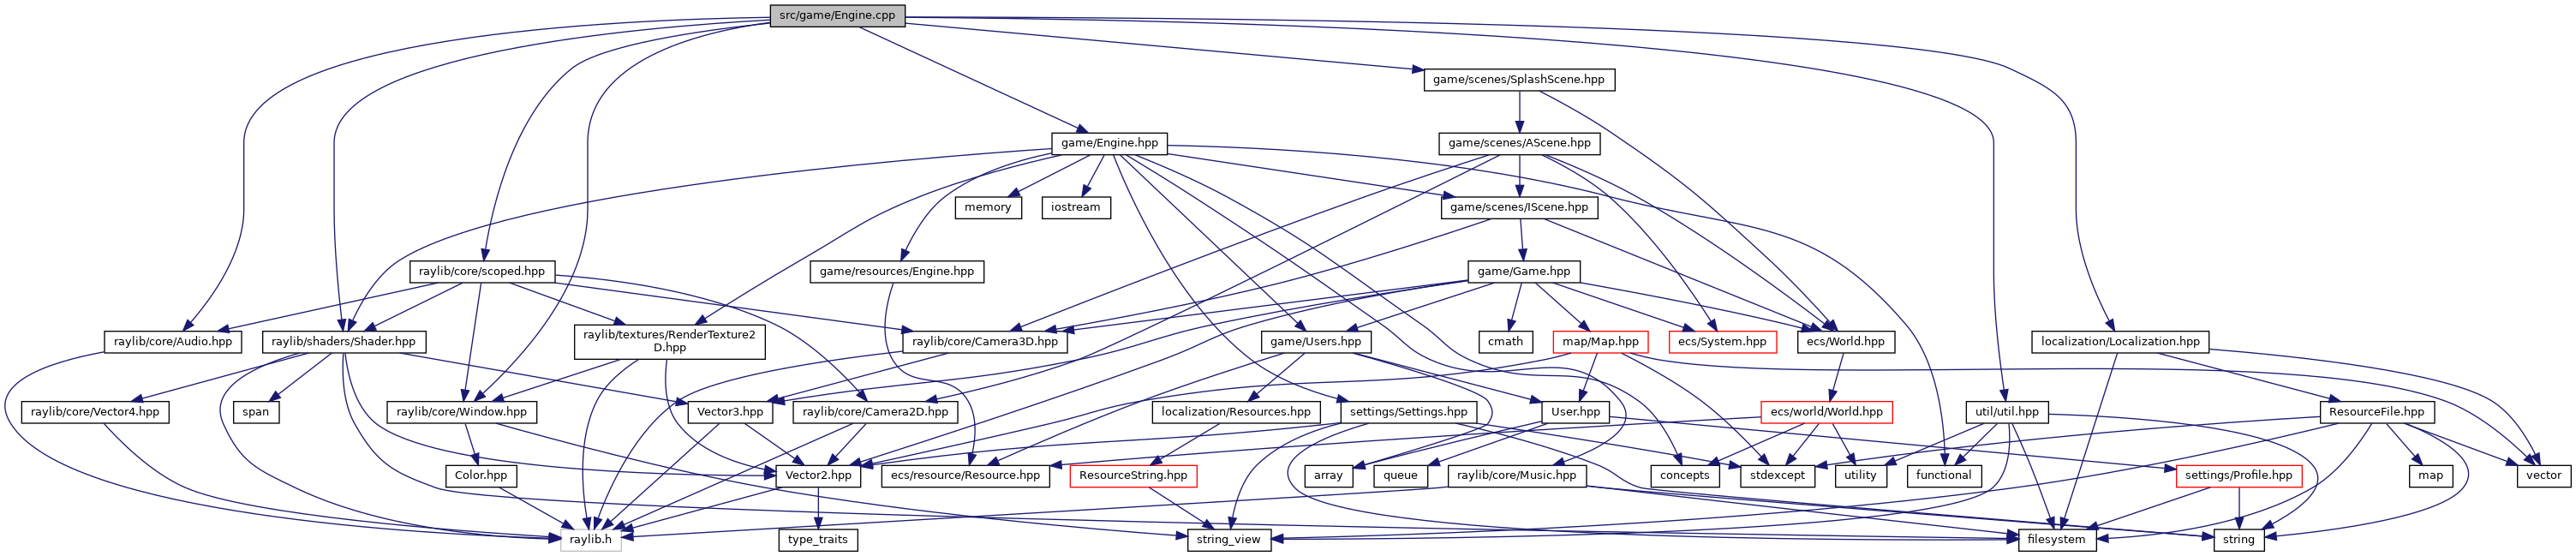 src/game/Engine.cpp
game/scenes/SplashScene.hpp
game/Engine.hpp
game/scenes/AScene.hpp
memory
iostream
game/scenes/IScene.hpp
raylib/core/scoped.hpp
game/resources/Engine.hpp
game/Game.hpp
raylib/core/Audio.hpp
raylib/shaders/Shader.hpp
raylib/textures/RenderTexture2
D.hpp
raylib/core/Camera3D.hpp
game/Users.hpp
cmath
map/Map.hpp
ecs/System.hpp
ecs/World.hpp
localization/Localization.hpp
raylib/core/Vector4.hpp
span
raylib/core/Window.hpp
Vector3.hpp
raylib/core/Camera2D.hpp
localization/Resources.hpp
settings/Settings.hpp
User.hpp
ecs/world/World.hpp
util/util.hpp
ResourceFile.hpp
Color.hpp
Vector2.hpp
ecs/resource/Resource.hpp
ResourceString.hpp
array
queue
raylib/core/Music.hpp
concepts
stdexcept
utility
functional
settings/Profile.hpp
map
vector
raylib.h
type_traits
string_view
filesystem
string